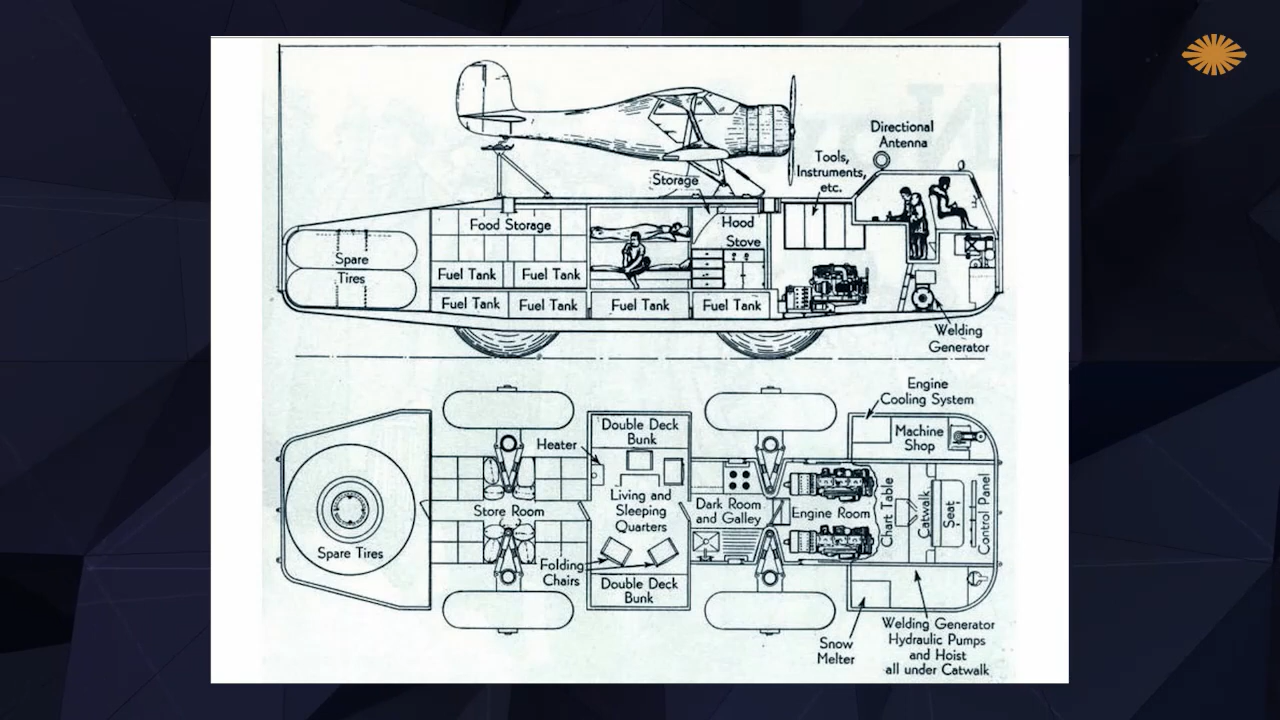 Directional
Antenna
Tools,
Instruments,
etc.
Storage
Food Storage
Hood
Stove
Spare
Tires
Fuel Tank
Fuel Tank
Fuel Tank
Fuel Tank
Fuel Tank
Fuel Tank
Welding
Generator
Engine
Cooling System
Double Deck
Bunk
Machine
Shop
Heater
Living and
Sleeping
Quarters
Store Room
Dark Room
and Galley
Engine Room
Chart Table
Catwalk
Seat
Control Panel
Spare Tires
Folding
Chairs
Double Deck
Bunk
Snow
Melter
Welding Generator
Hydraulic Pumps
and Hoist
all under Catwalk